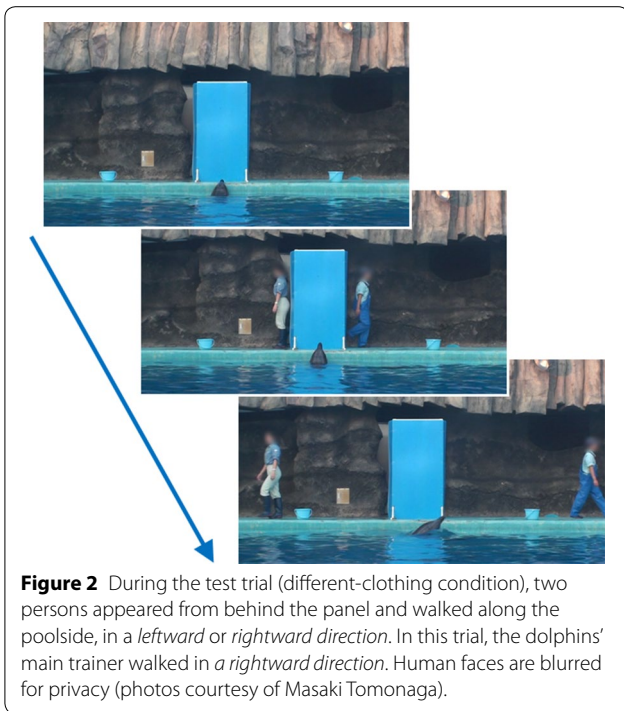 Figure 2 During the test trial (different-clothing condition), two
persons appeared from behind the panel and walked along the
poolside, in a leftward or rightward direction. In this trial, the dolphins’
main trainer walked in a rightward direction. Human faces are blurred
for privacy (photos courtesy of Masaki Tomonaga).